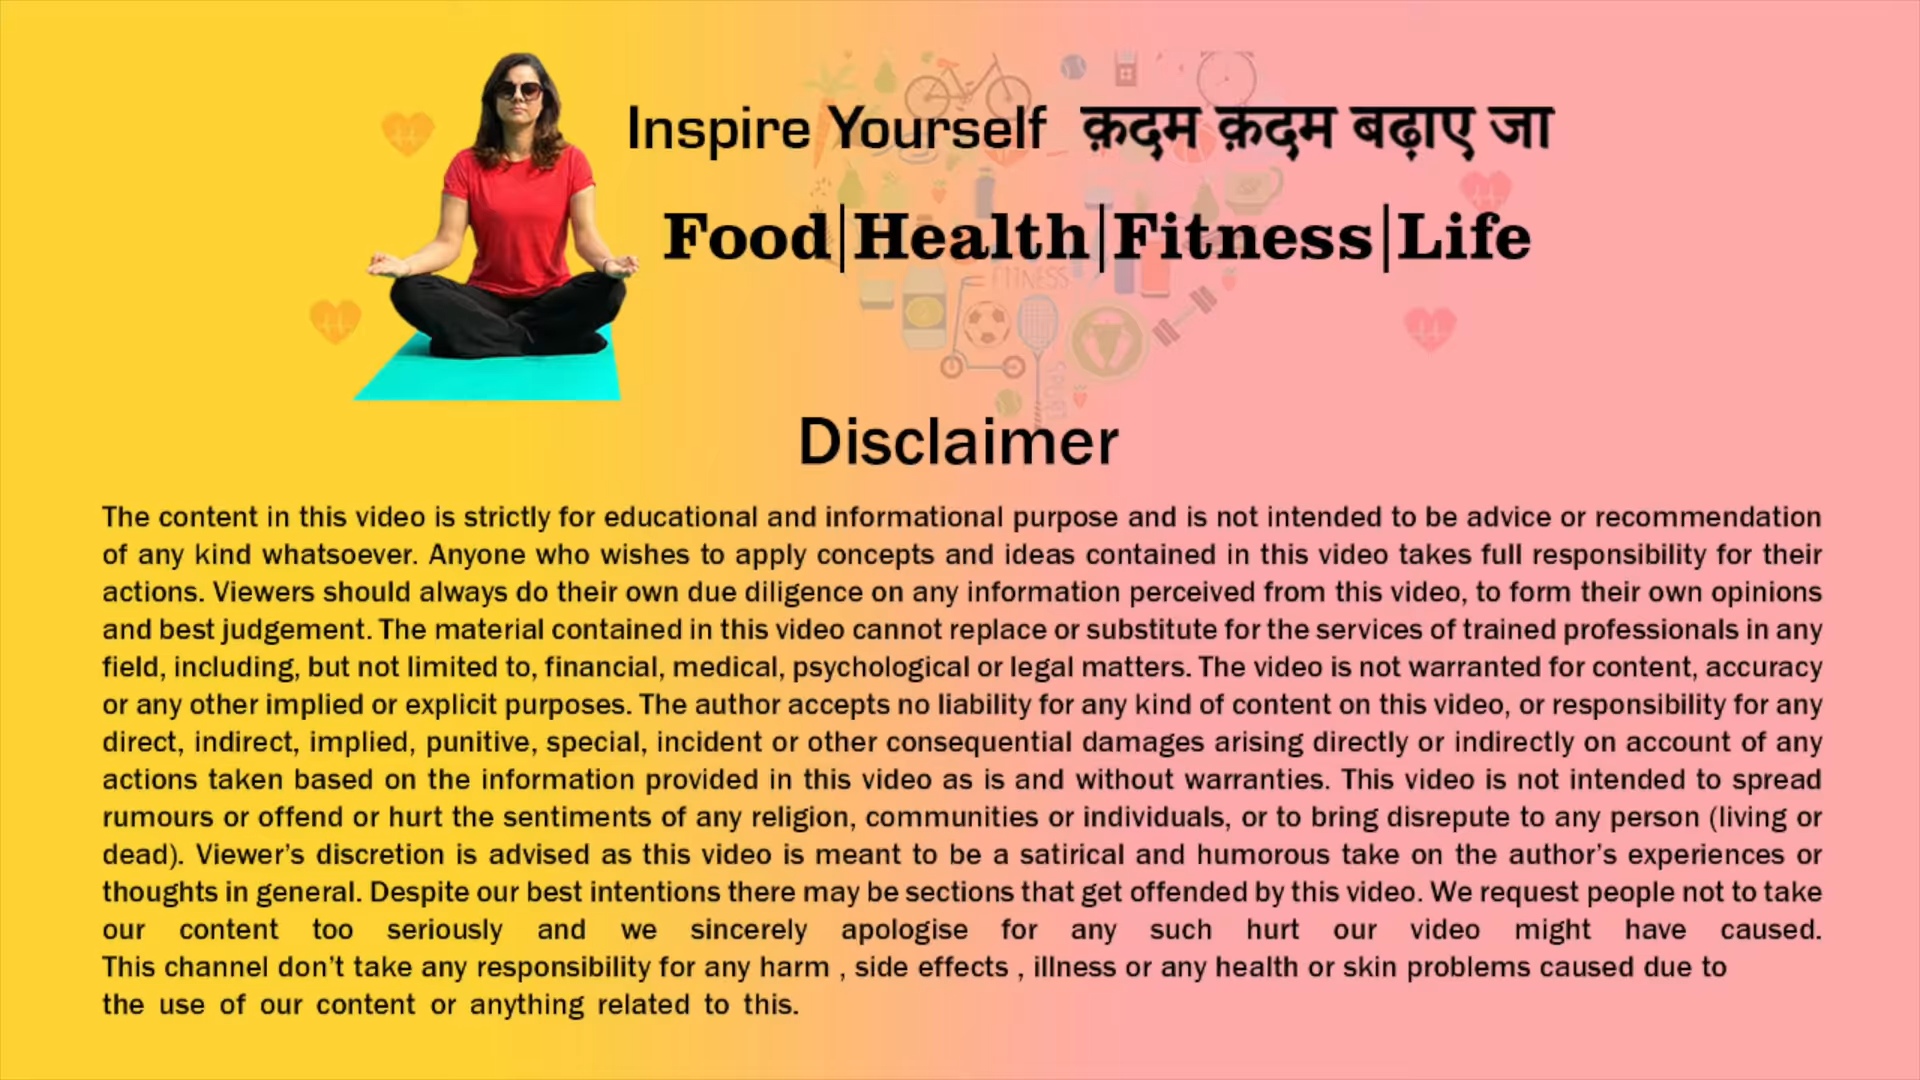 Inspire Yourself क़दम क़दम बढ़ाए जा
Food|Health|Fitness|Life
FITNESS
SPORT
Disclaimer
The content in this video is strictly for educational and informational purpose and is not intended to be advice or recommendation
of any kind whatsoever. Anyone who wishes to apply concepts and ideas contained in this video takes full responsibility for their
actions. Viewers should always do their own due diligence on any information perceived from this video, to form their own opinions
and best judgement. The material contained in this video cannot replace or substitute for the services of trained professionals in any
field, including, but not limited to, financial, medical, psychological or legal matters. The video is not warranted for content, accuracy
or any other implied or explicit purposes. The author accepts no liability for any kind of content on this video, or responsibility for any
direct, indirect, implied, punitive, special, incident or other consequential damages arising directly or indirectly on account of any
actions taken based on the information provided in this video as is and without warranties. This video is not intended to spread
rumours or offend or hurt the sentiments of any religion, communities or individuals, or to bring disrepute to any person (living or
dead). Viewer’s discretion is advised as this video is meant to be a satirical and humorous take on the author’s experiences or
thoughts in general. Despite our best intentions there may be sections that get offended by this video. We request people not to take
our content too seriously and we sincerely apologise for any such hurt our video might have caused.
This channel don’t take any responsibility for any harm , side effects , illness or any health or skin problems caused due to
the use of our content or anything related to this.